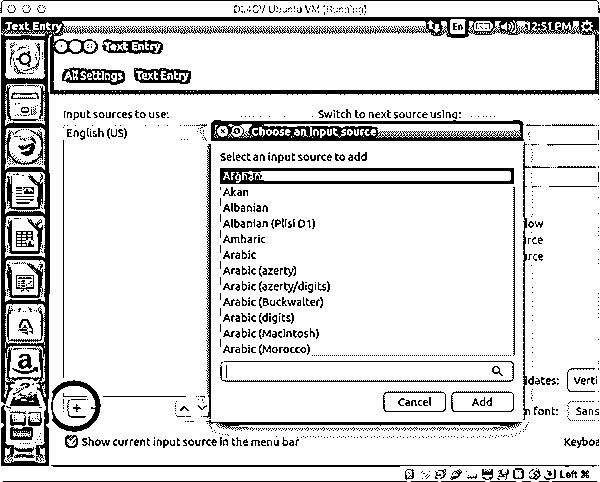 DL4CV Ubuntu VM [Running]
Text Entry En 12:51 PM
Text Entry
All Settings Text Entry
Input sources to use: Switch to next source using:
English (US)
Choose an input source
Select an input source to add
Afghani
Akan
Albanian
Albanian (Plisi D1)
Amharic
Arabic
Arabic (azerty)
Arabic (azerty/digits)
Arabic (Buckwalter)
Arabic (digits)
Arabic (Macintosh)
Arabic (Morocco)
low
rce
rce
Cancel Add
dates: Verti
n font: Sans
Show current input source in the menu bar Keyboa
Left ⌘